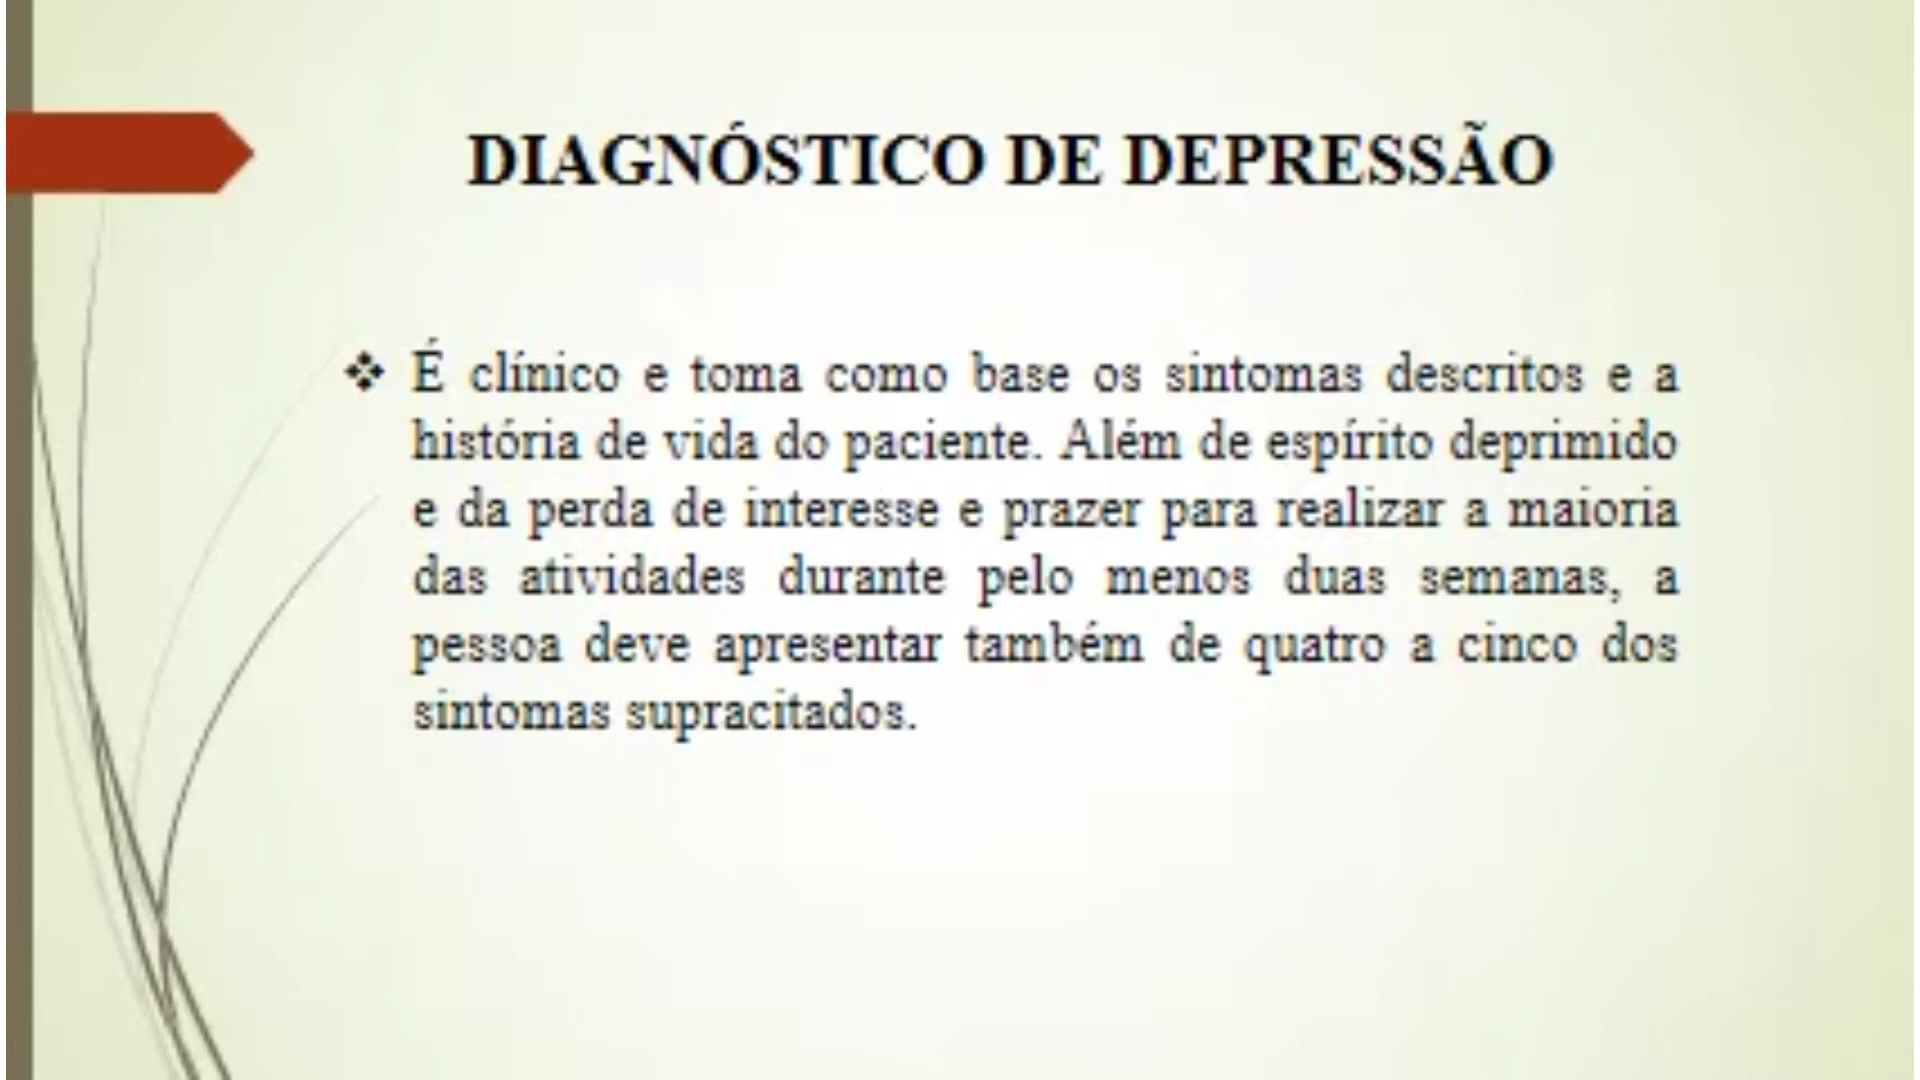 DIAGNÓSTICO DE DEPRESSÃO
❖ É clínico e toma como base os sintomas descritos e a
história de vida do paciente. Além de espírito deprimido
e da perda de interesse e prazer para realizar a maioria
das atividades durante pelo menos duas semanas, a
pessoa deve apresentar também de quatro a cinco dos
sintomas supracitados.